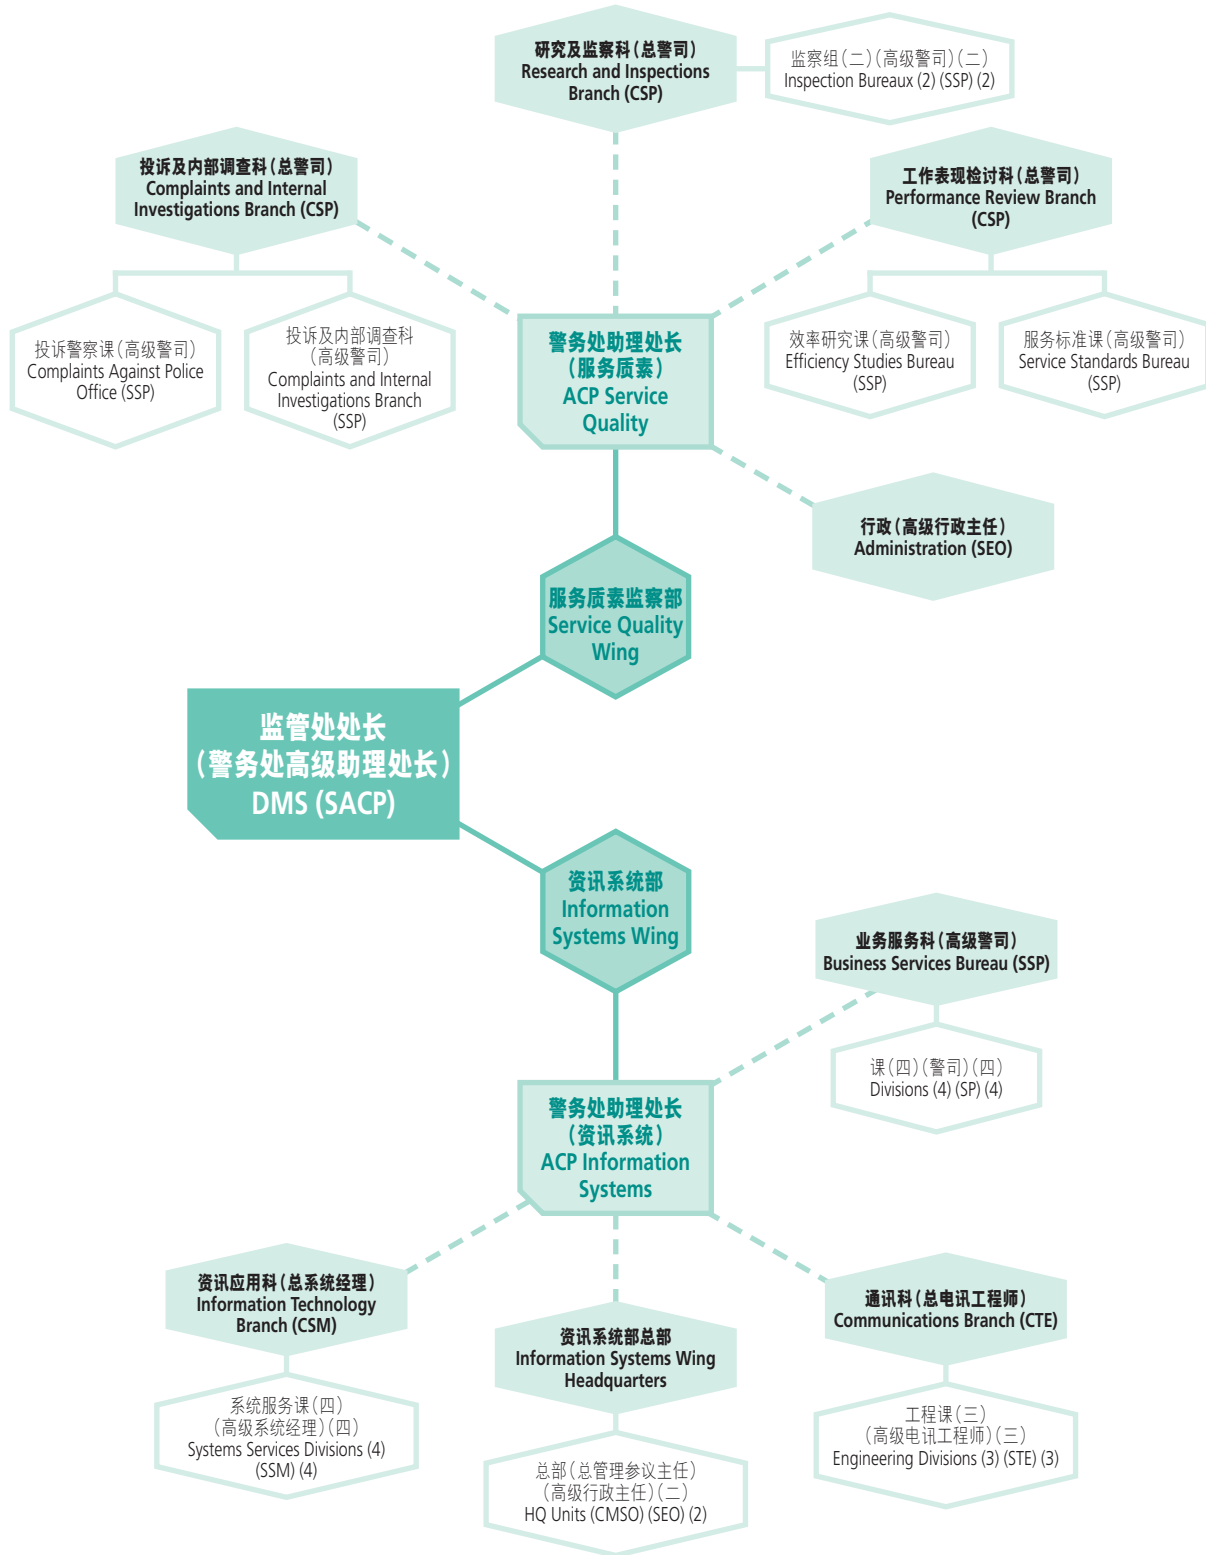 研究及监察科(总警司)
Research and Inspections
Branch (CSP)
监察组(二)(高级警司)(二)
Inspection Bureaux (2) (SSP) (2)
投诉及内部调查科(总警司)
Complaints and Internal
Investigations Branch (CSP)
工作表现检讨科(总警司)
Performance Review Branch
(CSP)
投诉警察课(高级警司)
Complaints Against Police
Office (SSP)
投诉及内部调查科
(高级警司)
Complaints and Internal
Investigations Branch
(SSP)
警务处助理处长
(服务质素)
ACP Service
Quality
效率研究课(高级警司)
Efficiency Studies Bureau
(SSP)
服务标准课(高级警司)
Service Standards Bureau
(SSP)
行政(高级行政主任)
Administration (SEO)
服务质素监察部
Service Quality
Wing
监管处处长
(警务处高级助理处长)
DMS (SACP)
资讯系统部
Information
Systems Wing
业务服务科(高级警司)
Business Services Bureau (SSP)
课(四)(警司)(四)
Divisions (4) (SP) (4)
警务处助理处长
(资讯系统)
ACP Information
Systems
资讯应用科(总系统经理)
Information Technology
Branch (CSM)
资讯系统部总部
Information Systems Wing
Headquarters
通讯科(总电讯工程师)
Communications Branch (CTE)
系统服务课(四)
(高级系统经理)(四)
Systems Services Divisions (4)
(SSM) (4)
总部(总管理参议主任)
(高级行政主任)(二)
HQ Units (CMSO) (SEO) (2)
工程课(三)
(高级电讯工程师)(三)
Engineering Divisions (3) (STE) (3)